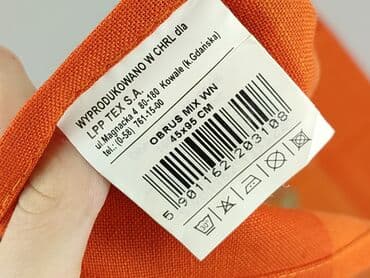 WYPRODUKOWANO W CHRL dla
LPP TEX S.A.
ul.Magnacka 4 80-180 Kowale (k.Gdańska)
tel.: (0-58) 761-15-00
OBRUS MIX WN
45x95 CM
5 901162 203108